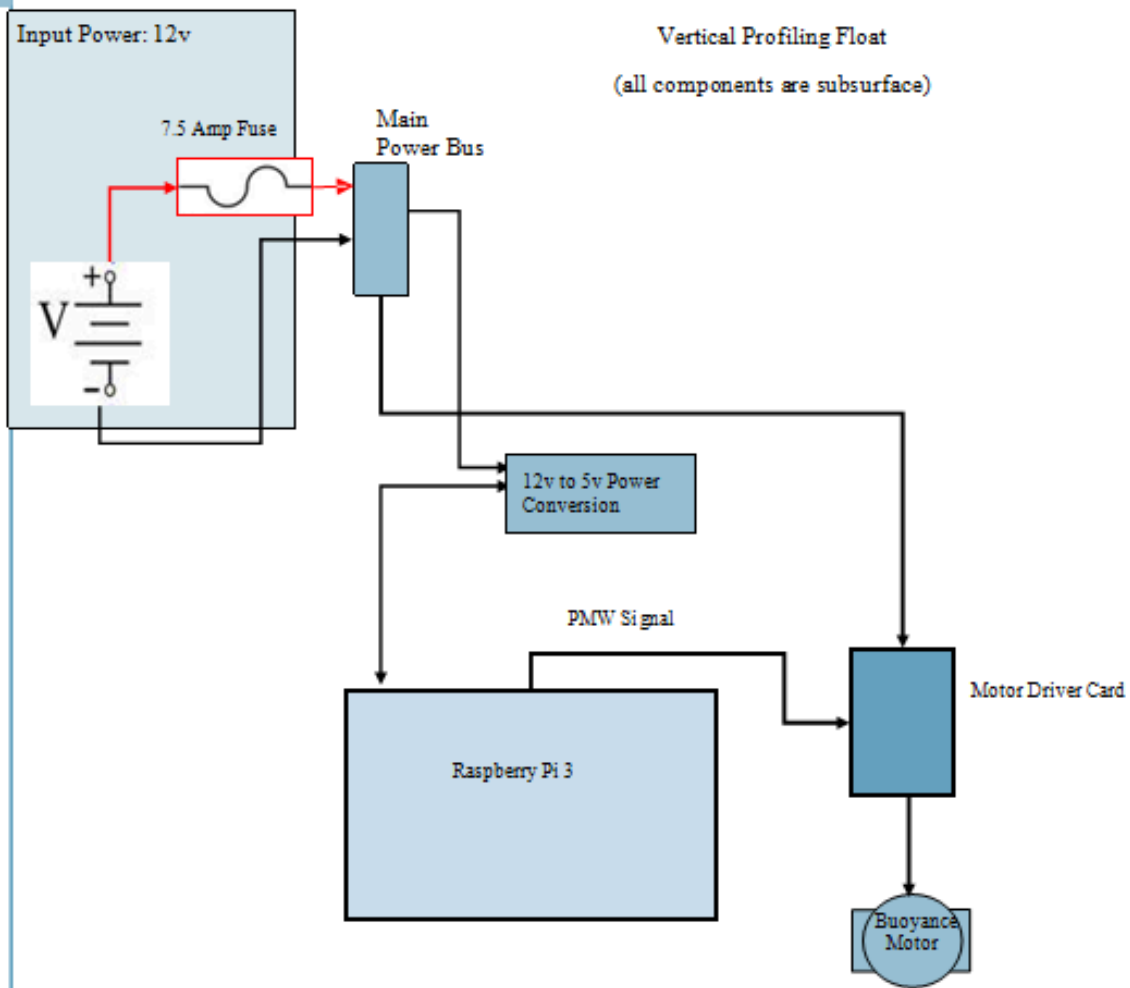 Input Power: 12v
Vertical Profiling Float
(all components are subsurface)
7.5 Amp Fuse
Main
Power Bus
+
V
-
12v to 5v Power
Conversion
PMW Signal
Motor Driver Card
Raspberry Pi 3
Buoyance
Motor